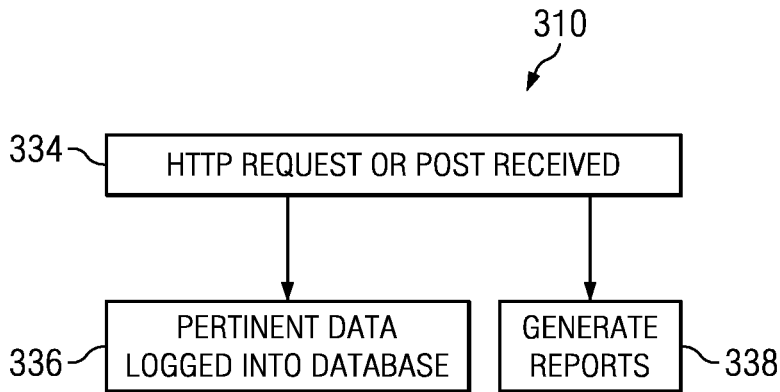 310
334
HTTP REQUEST OR POST RECEIVED
336
PERTINENT DATA
LOGGED INTO DATABASE
GENERATE
REPORTS
338